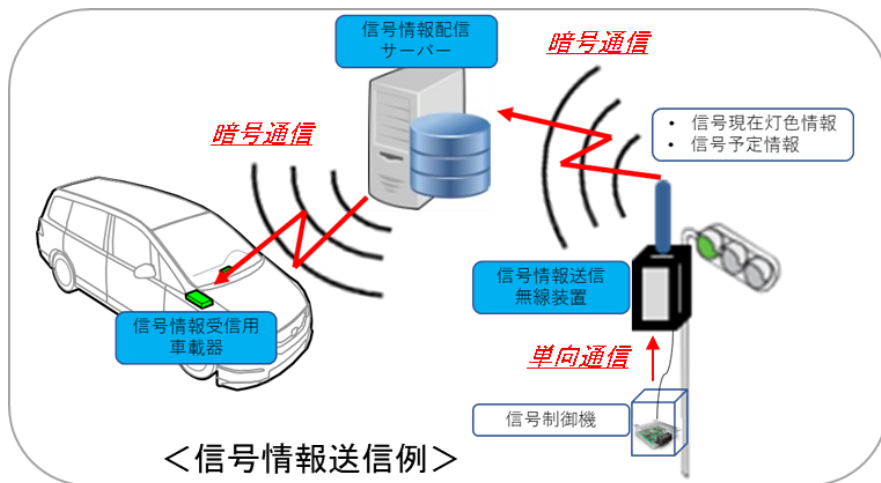 信号情報配信
サーバー
暗号通信
暗号通信
・ 信号現在灯色情報
・ 信号予定情報
信号情報送信
無線装置
信号情報受信用
車載器
単向通信
信号制御機
＜信号情報送信例＞